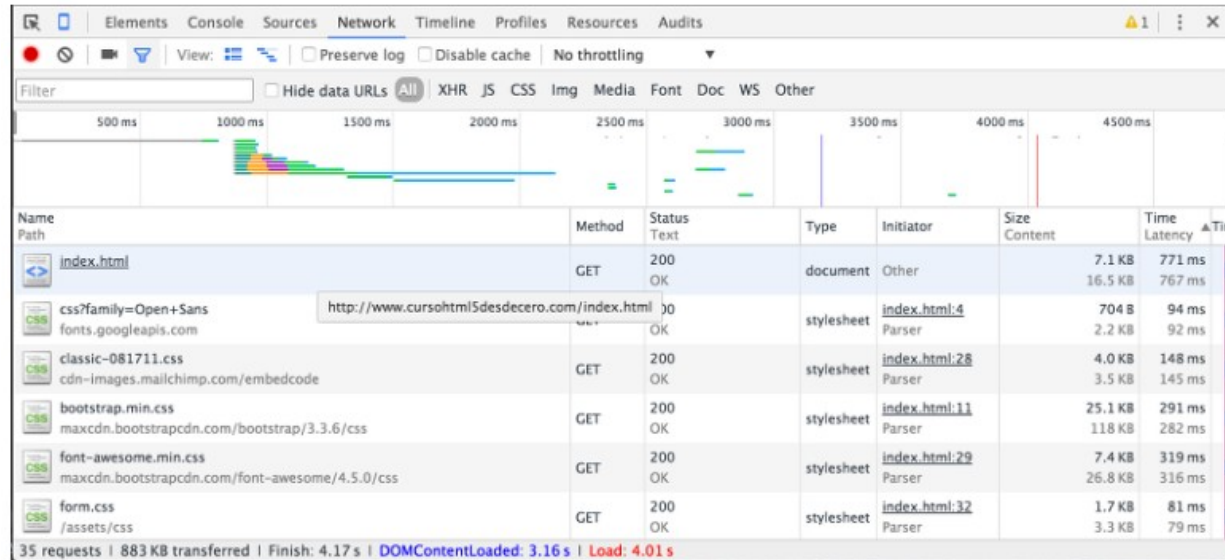 Elements Console Sources Network Timeline Profiles Resources Audits 1
View: Preserve log Disable cache No throttling
Filter Hide data URLs All XHR JS CSS Img Media Font Doc WS Other
500 ms 1000 ms 1500 ms 2000 ms 2500 ms 3000 ms 3500 ms 4000 ms 4500 ms
Name Method Status Type Initiator Size Time
Path Text Content Latency
index.html GET 200 document Other 7.1 KB 771 ms
OK 16.5 KB 767 ms
http://www.cursohtml5desdecero.com/index.html
css?family=Open+Sans stylesheet index.html:4 704 B 94 ms
fonts.googleapis.com OK Parser 2.2 KB 92 ms
classic-081711.css GET 200 stylesheet index.html:28 4.0 KB 148 ms
cdn-images.mailchimp.com/embedcode OK Parser 3.5 KB 145 ms
bootstrap.min.css GET 200 stylesheet index.html:11 25.1 KB 291 ms
maxcdn.bootstrapcdn.com/bootstrap/3.3.6/css OK Parser 118 KB 282 ms
font-awesome.min.css GET 200 stylesheet index.html:29 7.4 KB 319 ms
maxcdn.bootstrapcdn.com/font-awesome/4.5.0/css OK Parser 26.8 KB 316 ms
form.css GET 200 stylesheet index.html:32 1.7 KB 81 ms
/assets/css OK Parser 3.3 KB 79 ms
35 requests | 883 KB transferred | Finish: 4.17 s | DOMContentLoaded: 3.16 s | Load: 4.01 s